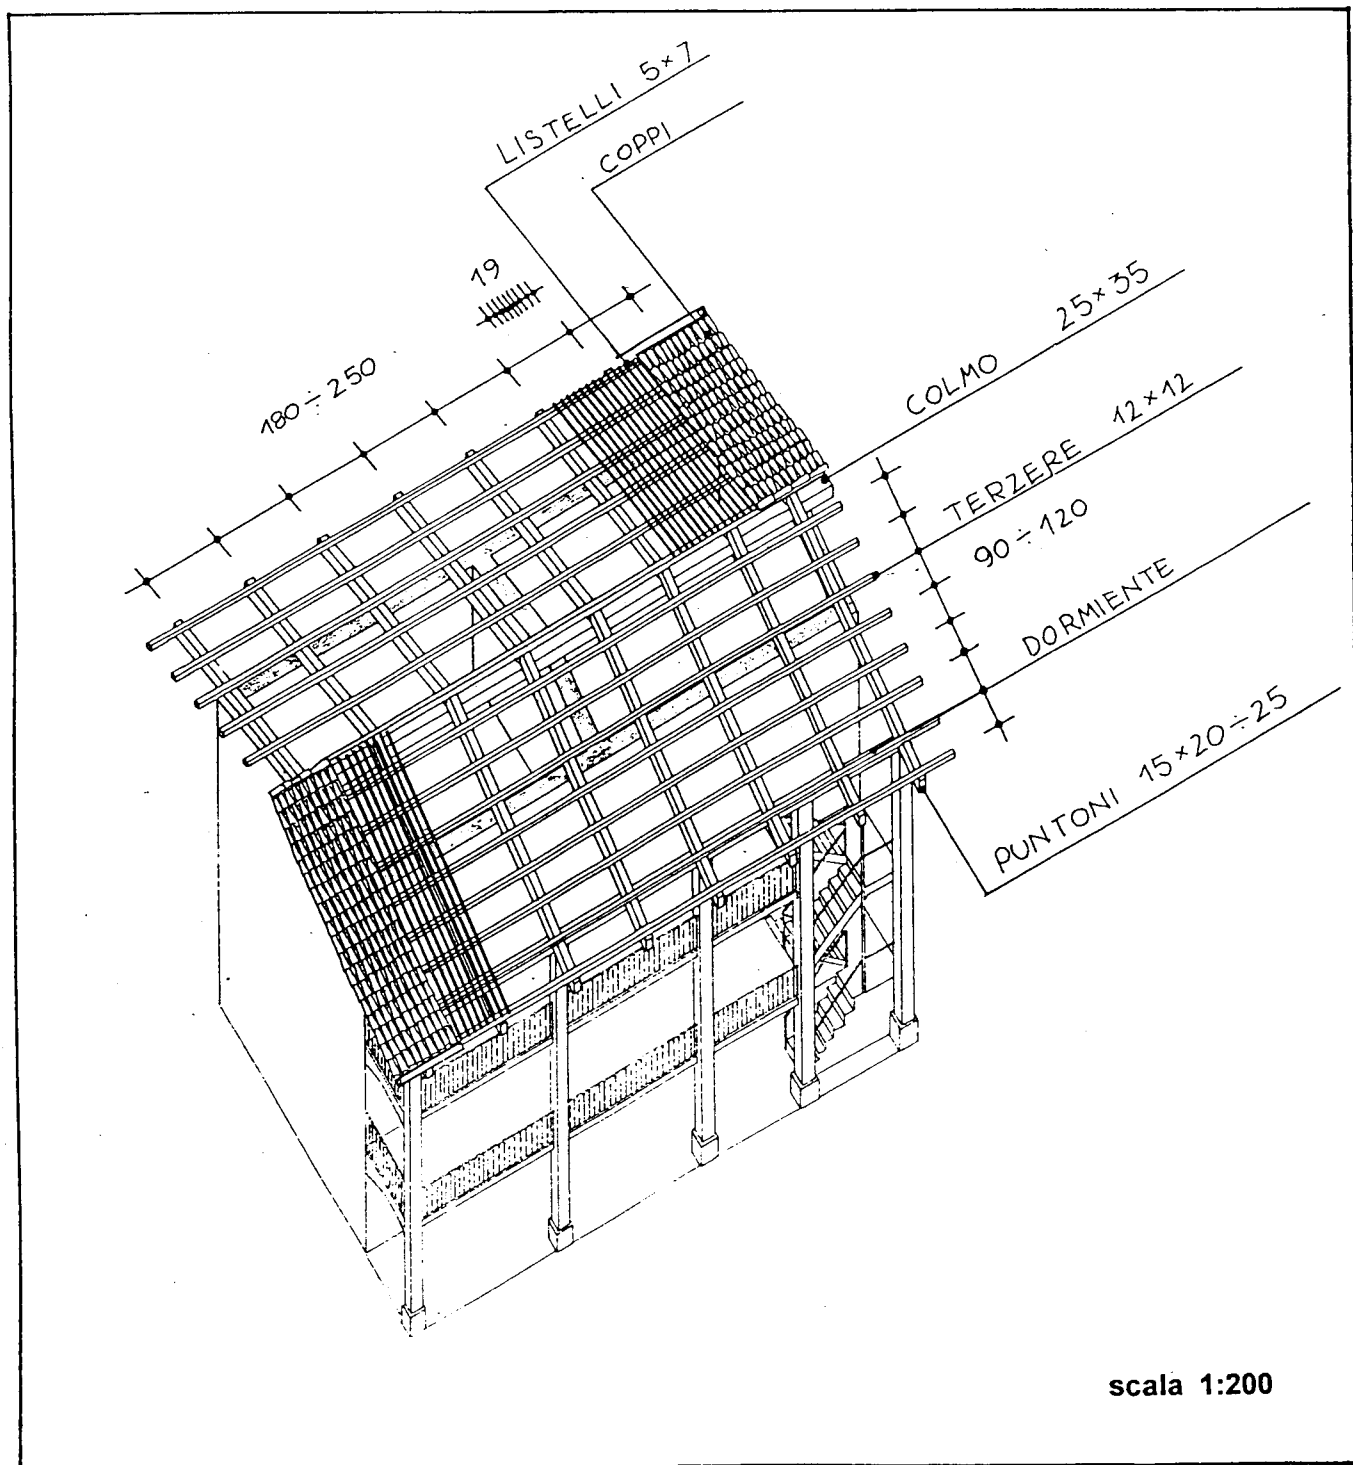 LISTELLI 5×7
COPPI
19
180÷250
COLMO 25×35
TERZERE 12×12
90÷120
DORMIENTE
PUNTONI 15×20÷25
scala 1:200